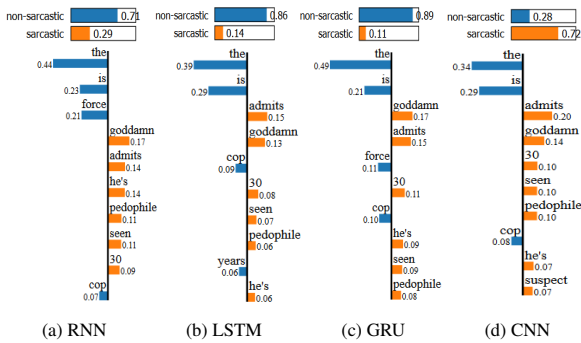 non-sarcastic 0.71
sarcastic 0.29
the
0.44
is
0.23
force
0.21
goddamn
0.17
admits
0.14
he's
0.14
pedophile
0.11
seen
0.11
30
0.09
cop
0.07
(a) RNN
non-sarcastic 0.86
sarcastic 0.14
the
0.39
is
0.29
admits
0.15
goddamn
0.13
cop
0.09
30
0.08
seen
0.07
pedophile
0.06
years
0.06
he's
0.06
(b) LSTM
non-sarcastic 0.89
sarcastic 0.11
the
0.49
is
0.21
goddamn
0.17
admits
0.15
force
0.11
30
0.11
cop
0.10
he's
0.09
seen
0.09
pedophile
0.08
(c) GRU
non-sarcastic 0.28
sarcastic 0.72
the
0.34
is
0.29
admits
0.20
goddamn
0.14
30
0.10
seen
0.10
pedophile
0.10
cop
0.08
he's
0.07
suspect
0.07
(d) CNN